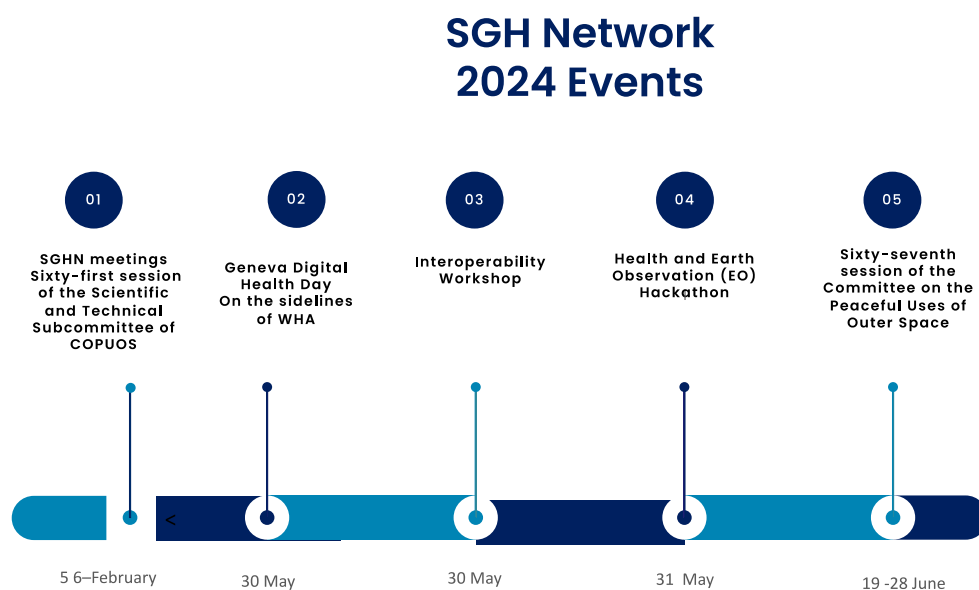 SGH Network
2024 Events
01
SGHN meetings
Sixty-first session
of the Scientific
and Technical
Subcommittee of
COPUOS
02
Geneva Digital
Health Day
On the sidelines
of WHA
03
Interoperability
Workshop
04
Health and Earth
Observation (EO)
Hackathon
05
Sixty-seventh
session of the
Committee on the
Peaceful Uses of
Outer Space
<
5 6–February
30 May
30 May
31 May
19 -28 June